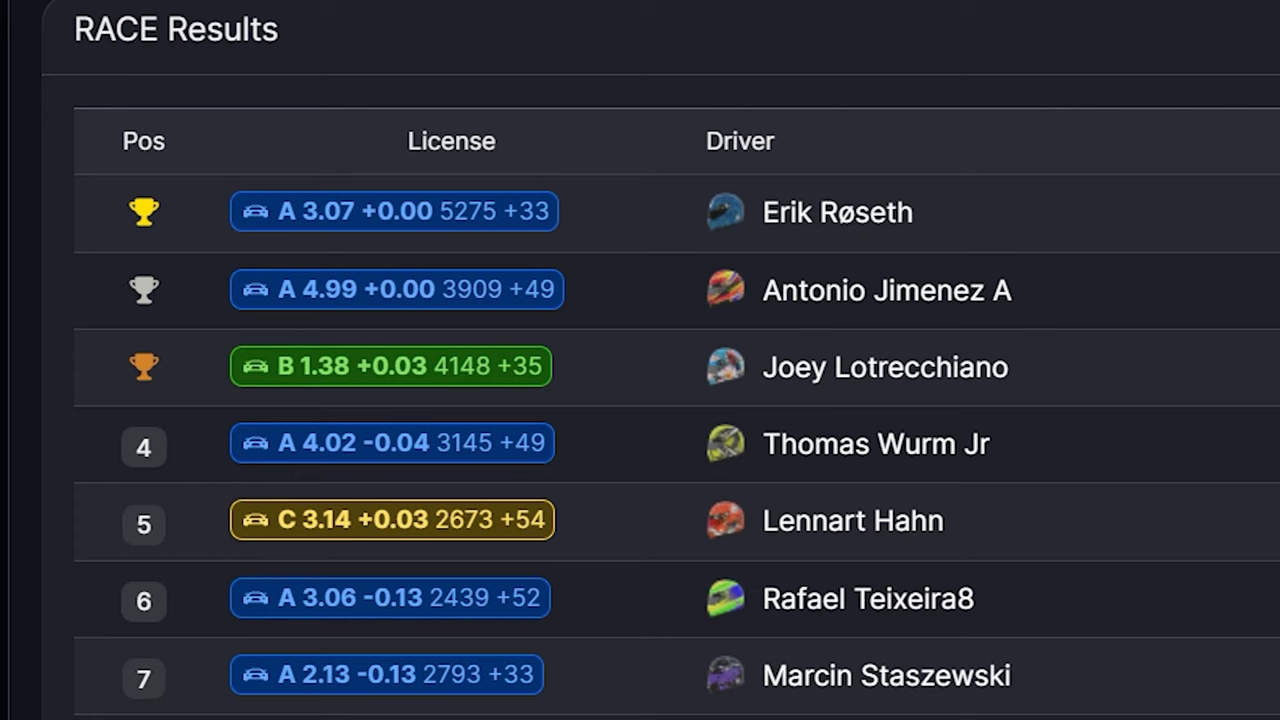 RACE Results
Pos License Driver
A 3.07 +0.00 5275 +33 Erik Røseth
A 4.99 +0.00 3909 +49 Antonio Jimenez A
B 1.38 +0.03 4148 +35 Joey Lotrecchiano
4 A 4.02 -0.04 3145 +49 Thomas Wurm Jr
5 C 3.14 +0.03 2673 +54 Lennart Hahn
6 A 3.06 -0.13 2439 +52 Rafael Teixeira8
7 A 2.13 -0.13 2793 +33 Marcin Staszewski